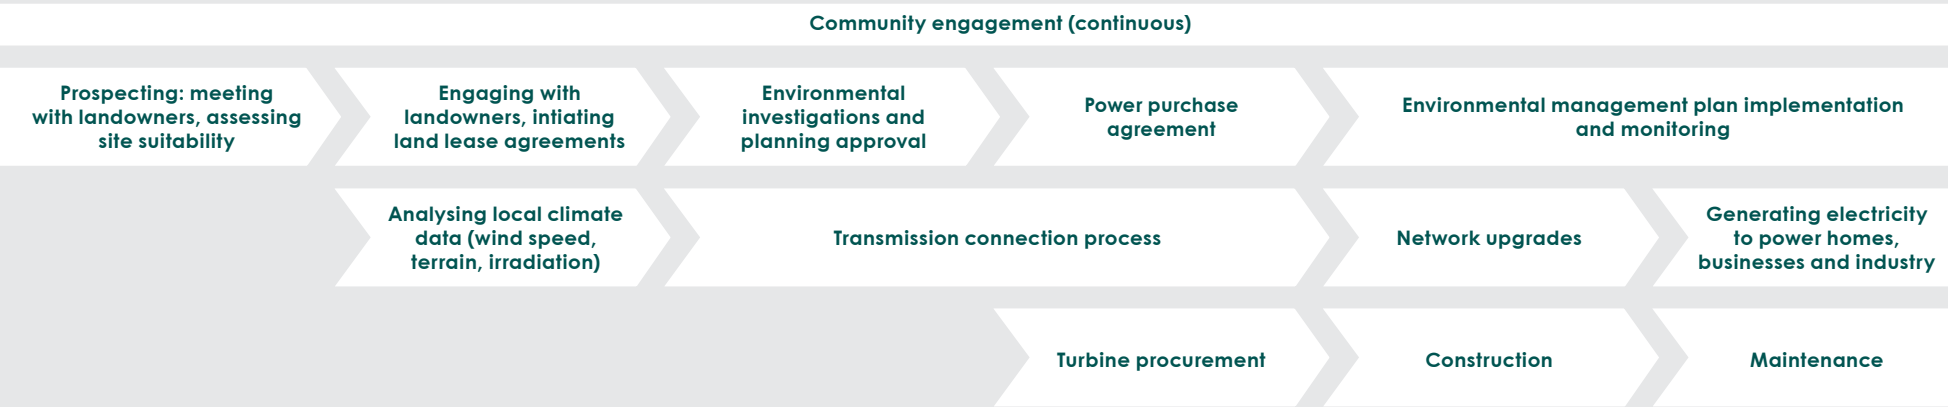 Community engagement (continuous)
Prospecting: meeting
with landowners, assessing
site suitability
Engaging with
landowners, intiating
land lease agreements
Environmental
investigations and
planning approval
Power purchase
agreement
Environmental management plan implementation
and monitoring
Analysing local climate
data (wind speed,
terrain, irradiation)
Transmission connection process
Network upgrades
Generating electricity
to power homes,
businesses and industry
Turbine procurement
Construction
Maintenance